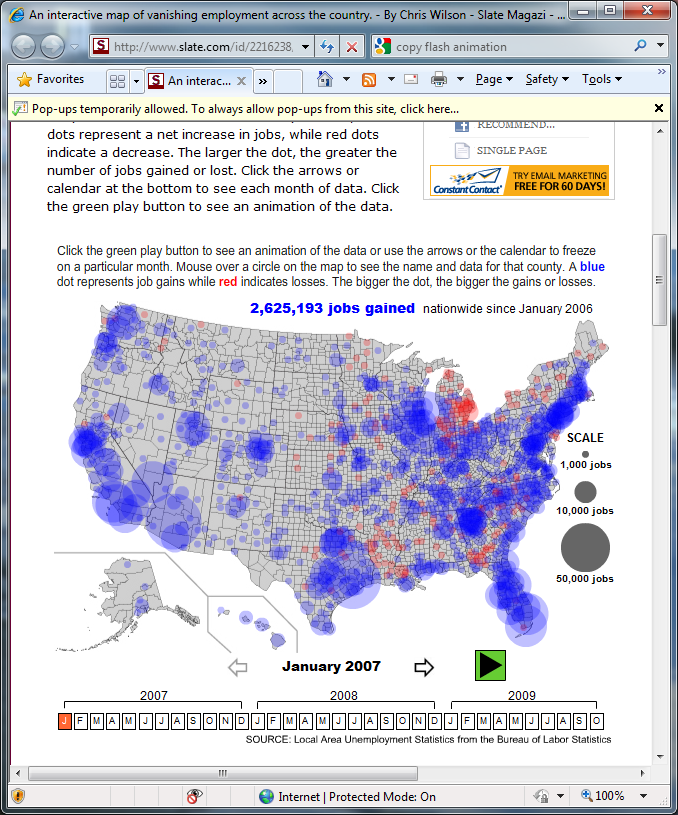 An interactive map of vanishing employment across the country. - By Chris Wilson - Slate Magazi - ...
http://www.slate.com/id/2216238,
copy flash animation
Favorites
An interac...
Page
Safety
Tools
Pop-ups temporarily allowed. To always allow pop-ups from this site, click here...
dots represent a net increase in jobs, while red dots
indicate a decrease. The larger the dot, the greater the
number of jobs gained or lost. Click the arrows or
calendar at the bottom to see each month of data. Click
the green play button to see an animation of the data.
RECOMMEND...
SINGLE PAGE
Constant Contact
TRY EMAIL MARKETING
FREE FOR 60 DAYS!
Click the green play button to see an animation of the data or use the arrows or the calendar to freeze
on a particular month. Mouse over a circle on the map to see the name and data for that county. A blue
dot represents job gains while red indicates losses. The bigger the dot, the bigger the gains or losses.
2,625,193 jobs gained nationwide since January 2006
SCALE
1,000 jobs
10,000 jobs
50,000 jobs
January 2007
2007 2008 2009
J F M A M J J A S O N D J F M A M J J A S O N D J F M A M J J A S O
SOURCE: Local Area Unemployment Statistics from the Bureau of Labor Statistics
Internet | Protected Mode: On
100%